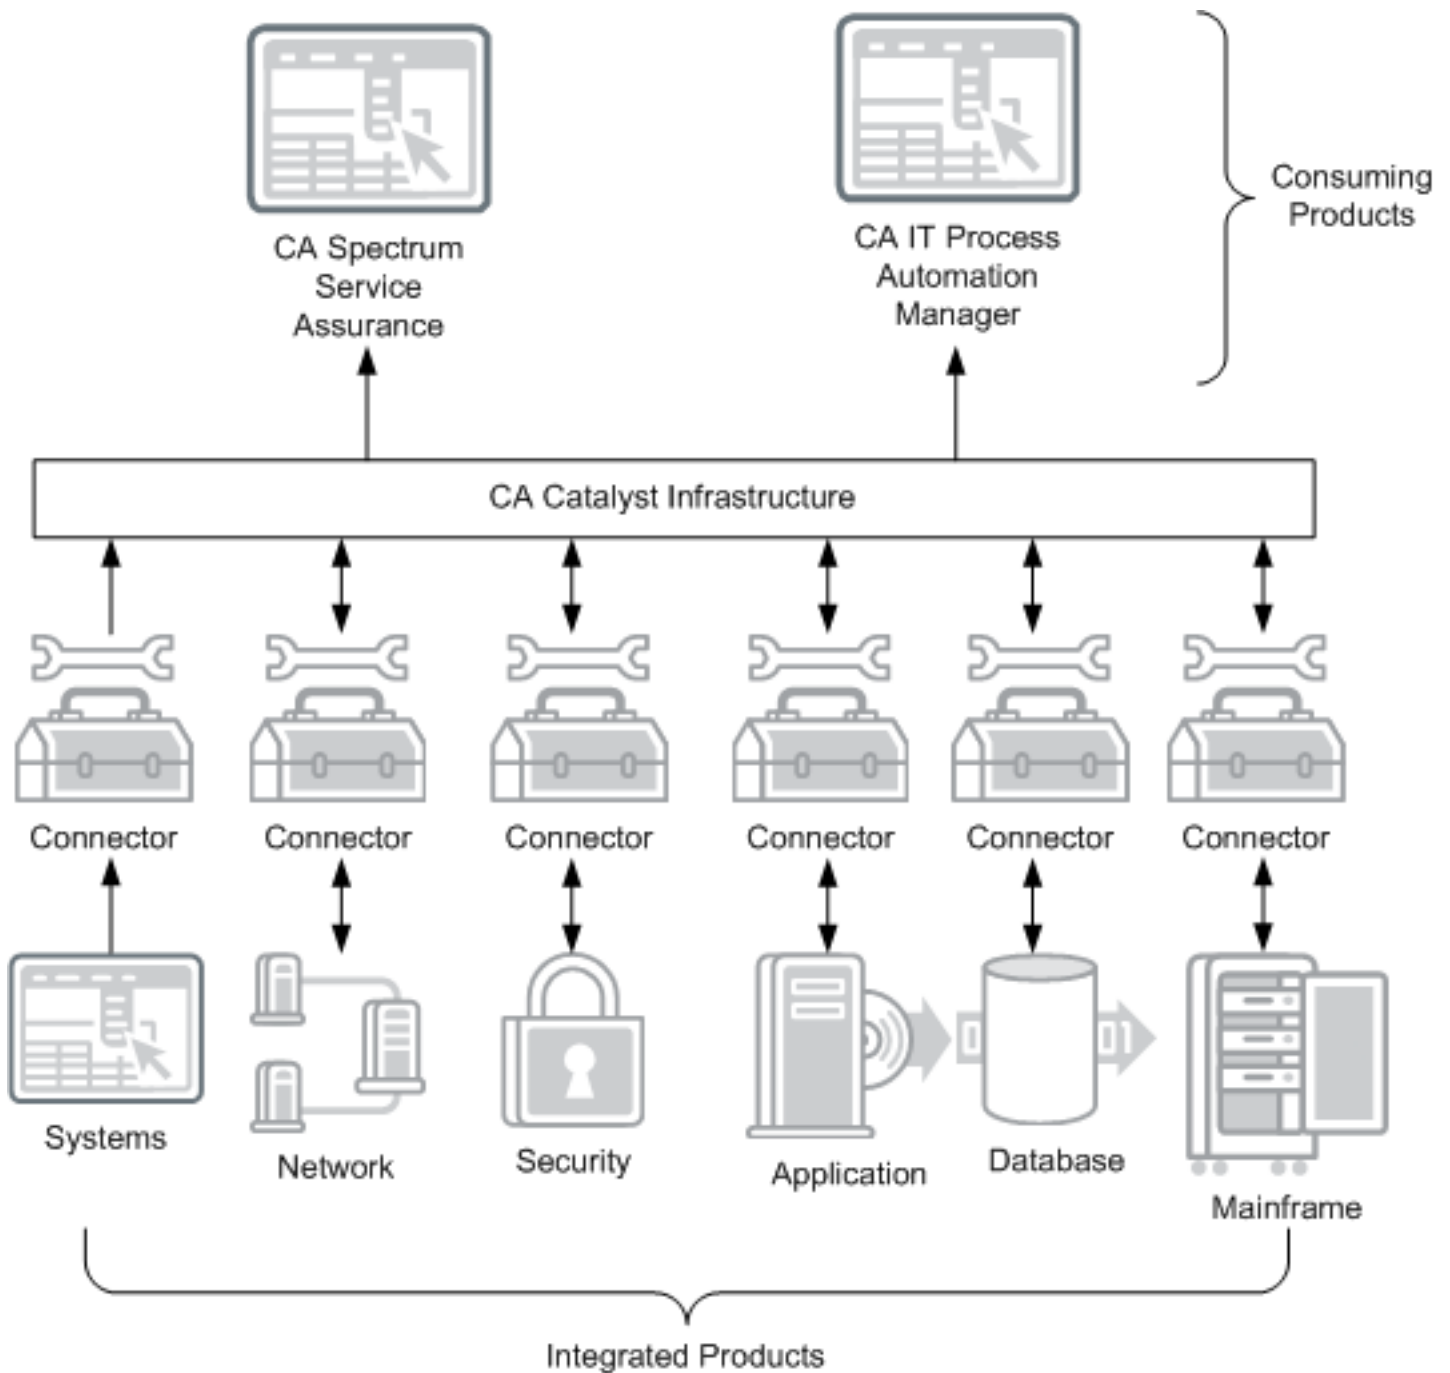 CA Spectrum
Service
Assurance
CA IT Process
Automation
Manager
Consuming
Products
CA Catalyst Infrastructure
Connector
Connector
Connector
Connector
Connector
Connector
Systems
Network
Security
Application
Database
Mainframe
Integrated Products